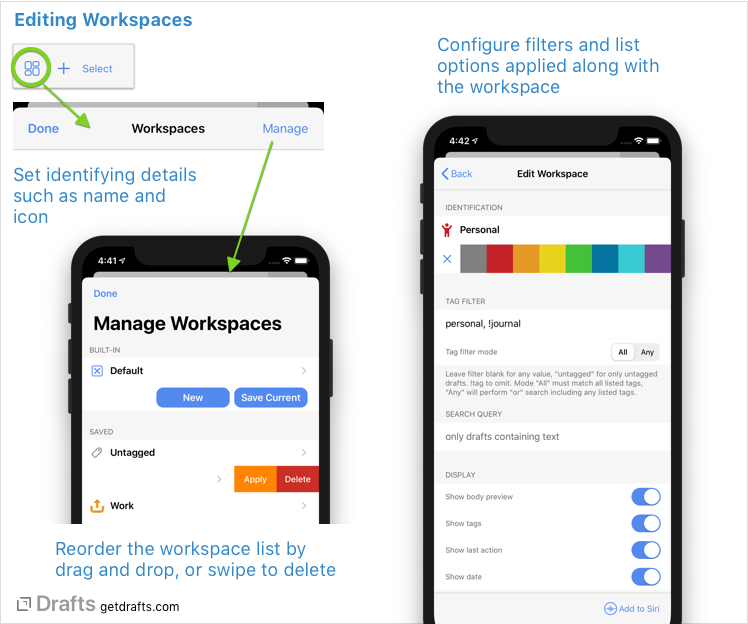 Editing Workspaces
Select
Done
Workspaces
Manage
Set identifying details
such as name and
icon
4:41
Done
Manage Workspaces
BUILT-IN
Default
New
Save Current
SAVED
Untagged
Apply
Delete
Work
Reorder the workspace list by
drag and drop, or swipe to delete
Drafts getdrafts.com
Configure filters and list
options applied along with
the workspace
4:42
Back
Edit Workspace
IDENTIFICATION
Personal
TAG FILTER
personal, !journal
Tag filter mode
All
Any
Leave filter blank for any value, "untagged" for only untagged
drafts. !tag to omit. Mode "All" must match all listed tags,
"Any" will perform "or" search including any listed tags.
SEARCH QUERY
only drafts containing text
DISPLAY
Show body preview
Show tags
Show last action
Show date
Add to Siri